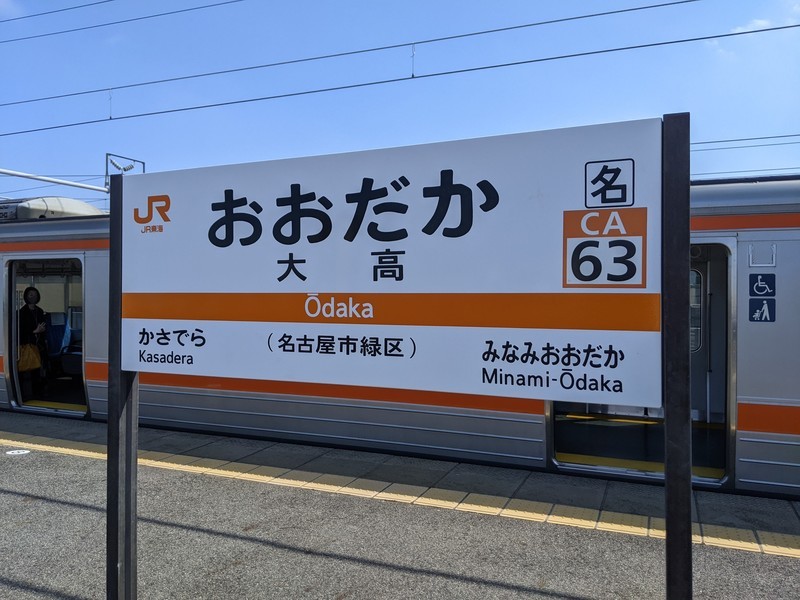 JR
JR東海
おおだか
大高
名
CA
63
Ōdaka
かさでら
Kasadera
（名古屋市緑区）
みなみおおだか
Minami-Ōdaka